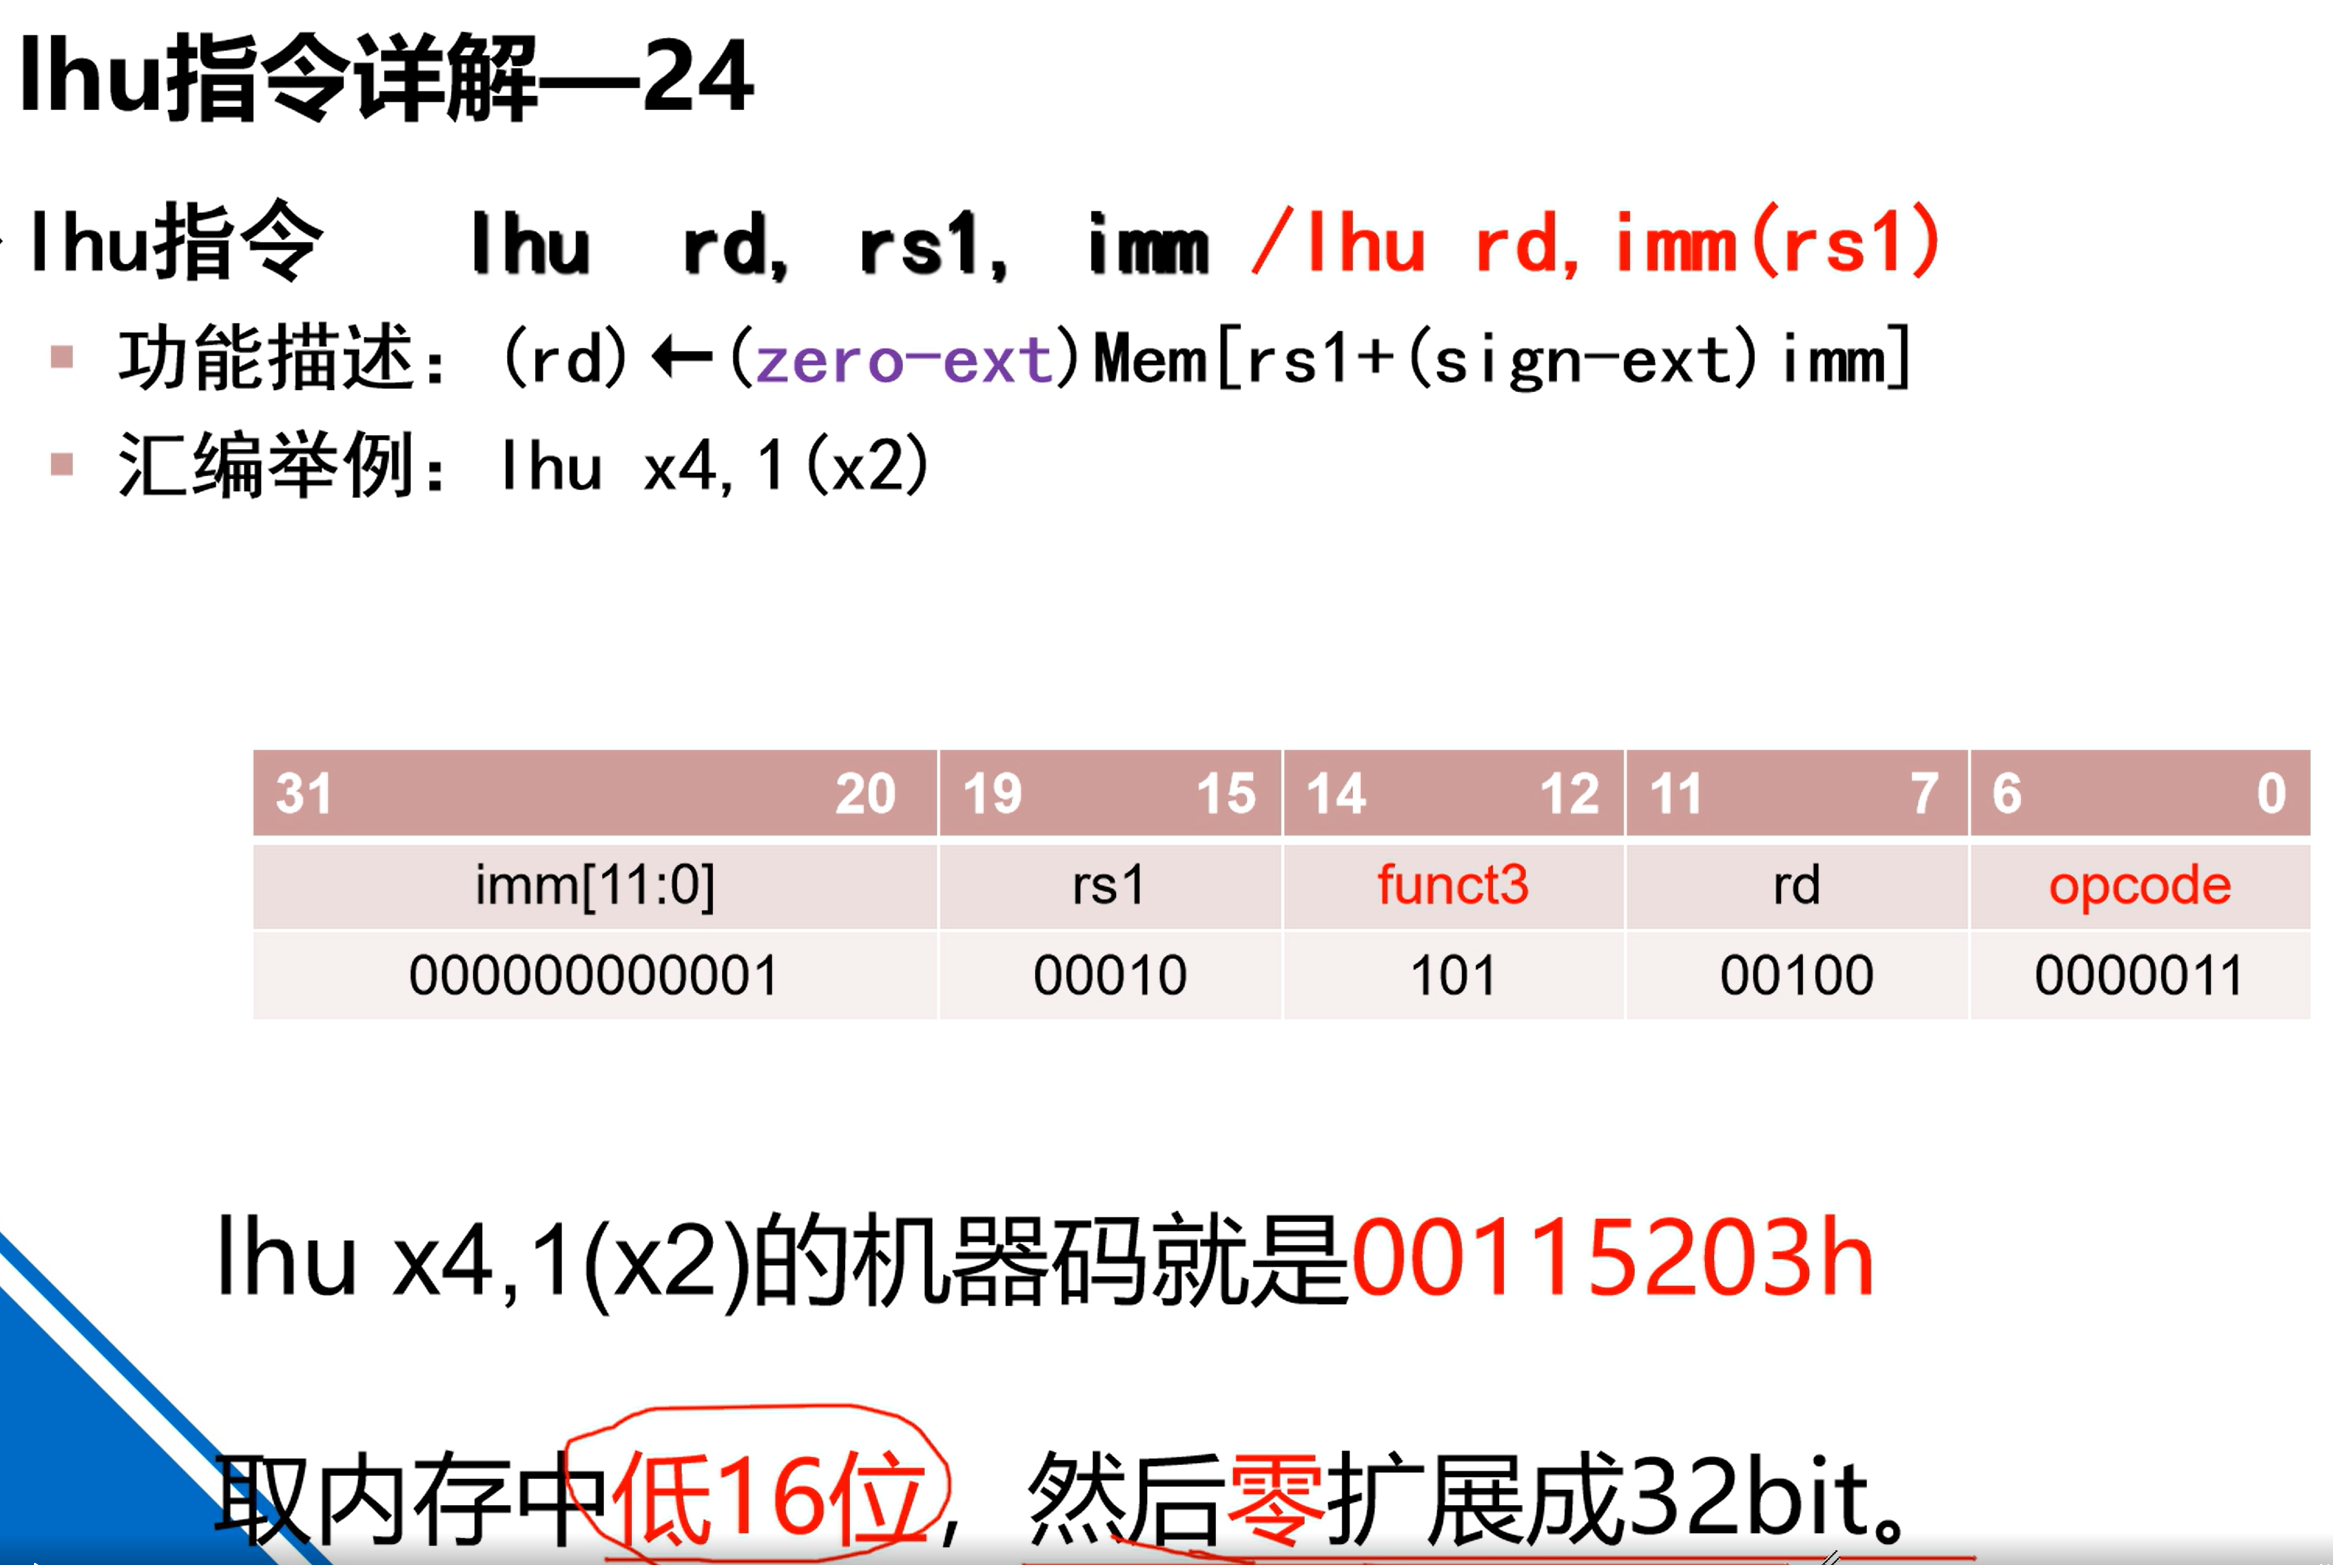 lhu指令详解—24
lhu指令 lhu rd, rs1, imm /lhu rd,imm(rs1)
功能描述: (rd)←(zero-ext)Mem[rs1+(sign-ext)imm]
汇编举例: lhu x4,1(x2)
31 20 19 15 14 12 11 7 6 0
imm[11:0] rs1 funct3 rd opcode
000000000001 00010 101 00100 0000011
lhu x4,1(x2)的机器码就是00115203h
取内存中低16位，然后零扩展成32bit。